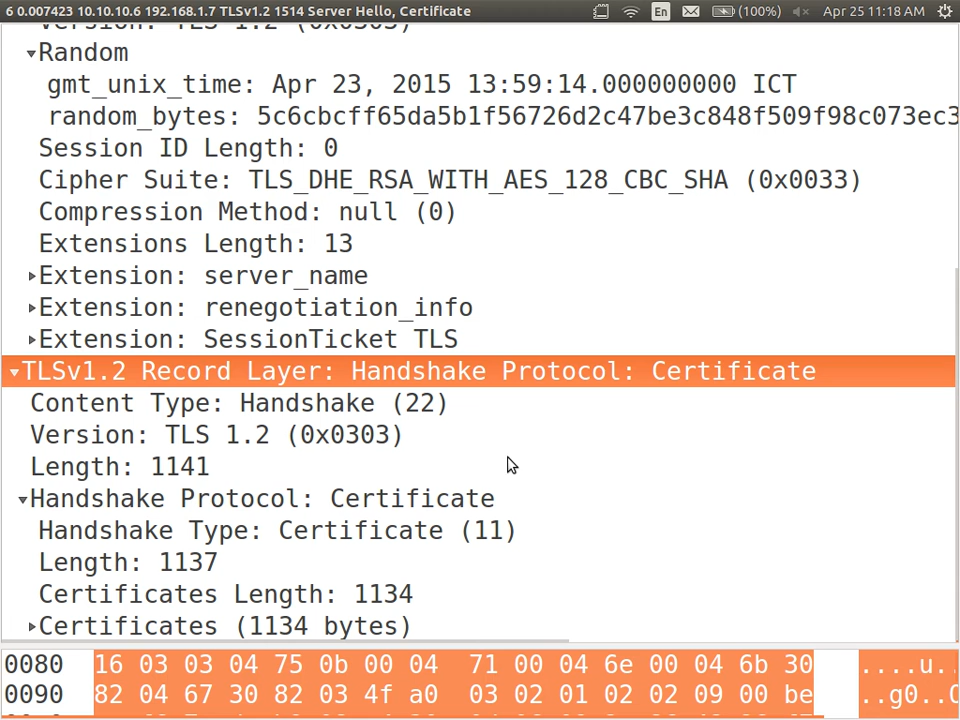 6 0.007423 10.10.10.6 192.168.1.7 TLSv1.2 1514 Server Hello, Certificate En (100%) Apr 25 11:18 AM
Version: TLS 1.2 (0x0303)
Random
gmt_unix_time: Apr 23, 2015 13:59:14.000000000 ICT
random_bytes: 5c6cbcff65da5b1f56726d2c47be3c848f509f98c073ec3
Session ID Length: 0
Cipher Suite: TLS_DHE_RSA_WITH_AES_128_CBC_SHA (0x0033)
Compression Method: null (0)
Extensions Length: 13
Extension: server_name
Extension: renegotiation_info
Extension: SessionTicket TLS
TLSv1.2 Record Layer: Handshake Protocol: Certificate
Content Type: Handshake (22)
Version: TLS 1.2 (0x0303)
Length: 1141
Handshake Protocol: Certificate
Handshake Type: Certificate (11)
Length: 1137
Certificates Length: 1134
Certificates (1134 bytes)
0080 16 03 03 04 75 0b 00 04 71 00 04 6e 00 04 6b 30 ....u.
0090 82 04 67 30 82 03 4f a0 03 02 01 02 02 09 00 be ..g0..O